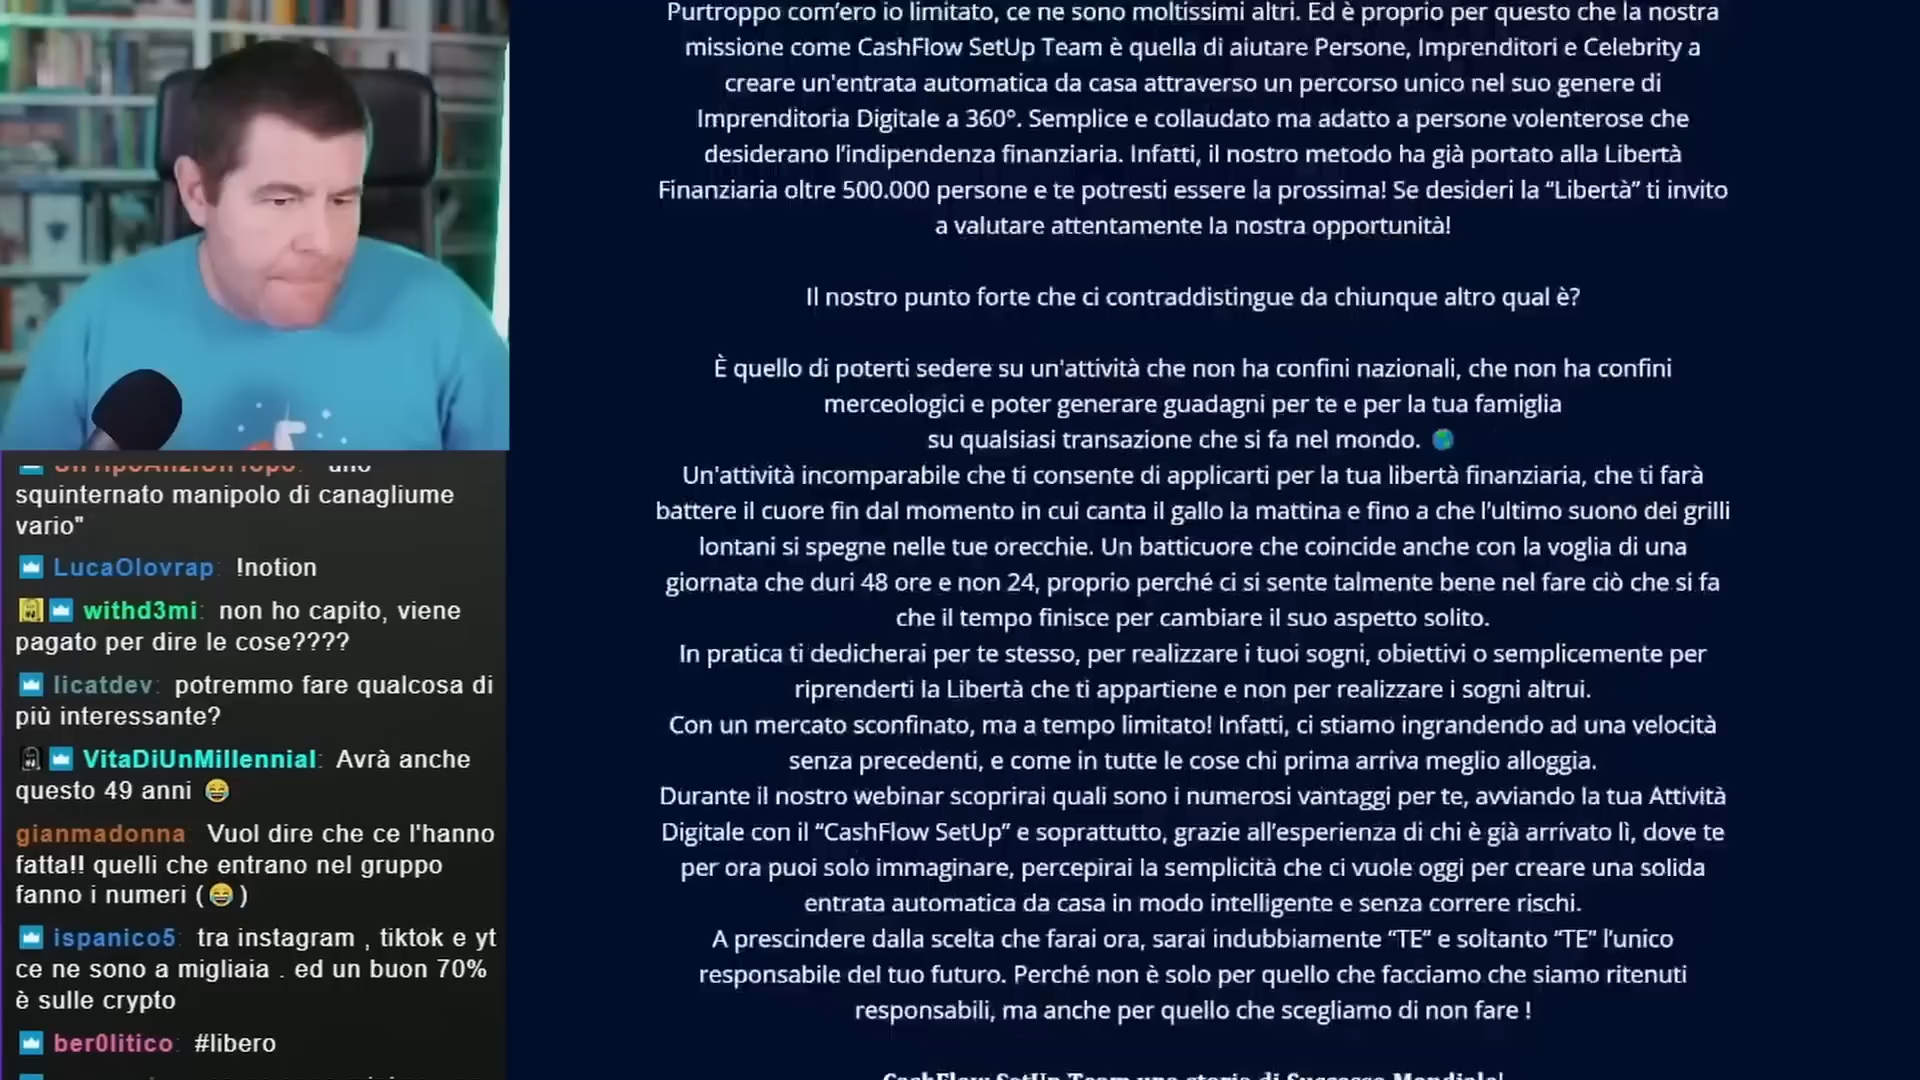 Purtroppo com'ero io limitato, ce ne sono moltissimi altri. Ed è proprio per questo che la nostra
missione come CashFlow SetUp Team è quella di aiutare Persone, Imprenditori e Celebrity a
creare un'entrata automatica da casa attraverso un percorso unico nel suo genere di
Imprenditoria Digitale a 360°. Semplice e collaudato ma adatto a persone volenterose che
desiderano l'indipendenza finanziaria. Infatti, il nostro metodo ha già portato alla Libertà
Finanziaria oltre 500.000 persone e te potresti essere la prossima! Se desideri la “Libertà” ti invito
a valutare attentamente la nostra opportunità!
Il nostro punto forte che ci contraddistingue da chiunque altro qual è?
È quello di poterti sedere su un'attività che non ha confini nazionali, che non ha confini
merceologici e poter generare guadagni per te e per la tua famiglia
su qualsiasi transazione che si fa nel mondo. 🌎
Un'attività incomparabile che ti consente di applicarti per la tua libertà finanziaria, che ti farà
battere il cuore fin dal momento in cui canta il gallo la mattina e fino a che l'ultimo suono dei grilli
lontani si spegne nelle tue orecchie. Un batticuore che coincide anche con la voglia di una
giornata che duri 48 ore e non 24, proprio perché ci si sente talmente bene nel fare ciò che si fa
che il tempo finisce per cambiare il suo aspetto solito.
In pratica ti dedicherai per te stesso, per realizzare i tuoi sogni, obiettivi o semplicemente per
riprenderti la Libertà che ti appartiene e non per realizzare i sogni altrui.
Con un mercato sconfinato, ma a tempo limitato! Infatti, ci stiamo ingrandendo ad una velocità
senza precedenti, e come in tutte le cose chi prima arriva meglio alloggia.
Durante il nostro webinar scoprirai quali sono i numerosi vantaggi per te, avviando la tua Attività
Digitale con il “CashFlow SetUp” e soprattutto, grazie all'esperienza di chi è già arrivato lì, dove te
per ora puoi solo immaginare, percepirai la semplicità che ci vuole oggi per creare una solida
entrata automatica da casa in modo intelligente e senza correre rischi.
A prescindere dalla scelta che farai ora, sarai indubbiamente “TE” e soltanto “TE” l'unico
responsabile del tuo futuro. Perché non è solo per quello che facciamo che siamo ritenuti
responsabili, ma anche per quello che scegliamo di non fare !
CashFlow SetUp Team una storia di Successo Mondiale!
UnTipoAnziUnTopo: "uno
squinternato manipolo di canagliume
vario"
LucaOlovrap: !notion
withd3mi: non ho capito, viene
pagato per dire le cose????
licatdev: potremmo fare qualcosa di
più interessante?
VitaDiUnMillennial: Avrà anche
questo 49 anni 😂
gianmadonna: Vuol dire che ce l'hanno
fatta!! quelli che entrano nel gruppo
fanno i numeri (😂)
ispanico5: tra instagram , tiktok e yt
ce ne sono a migliaia . ed un buon 70%
è sulle crypto
ber0litico: #libero